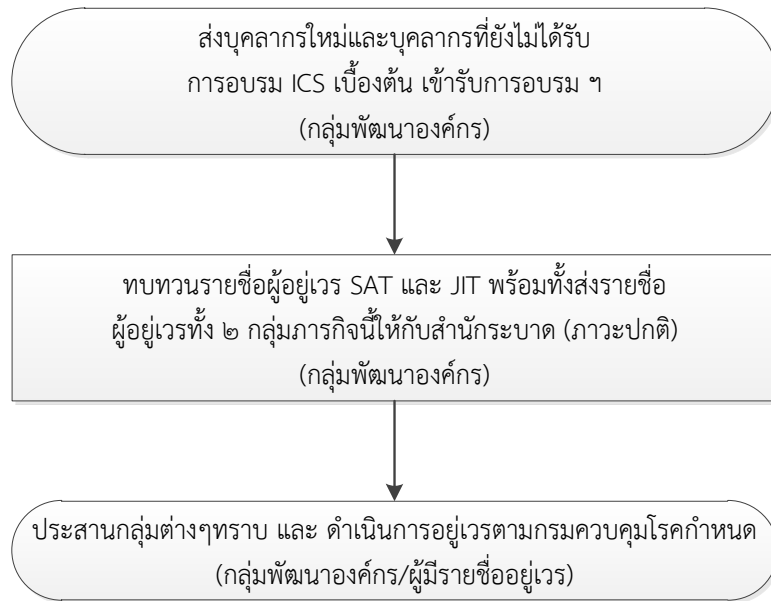 ส่งบุคลากรใหม่และบุคลากรที่ยังไม่ได้รับ
การอบรม ICS เบื้องต้น เข้ารับการอบรม ฯ
(กลุ่มพัฒนาองค์กร)
ทบทวนรายชื่อผู้อยู่เวร SAT และ JIT พร้อมทั้งส่งรายชื่อ
ผู้อยู่เวรทั้ง ๒ กลุ่มภารกิจนี้ให้กับสำนักระบาด (ภาวะปกติ)
(กลุ่มพัฒนาองค์กร)
ประสานกลุ่มต่างๆทราบ และ ดำเนินการอยู่เวรตามกรมควบคุมโรคกำหนด
(กลุ่มพัฒนาองค์กร/ผู้มีรายชื่ออยู่เวร)